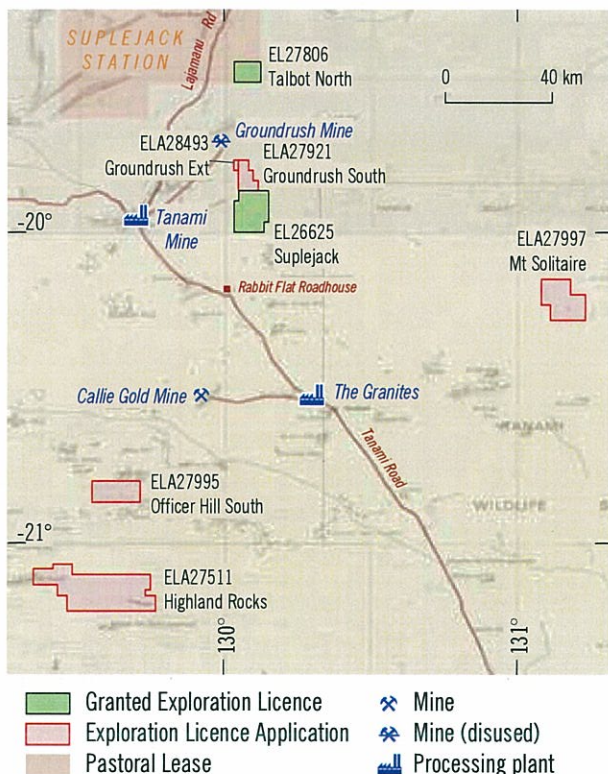 SUPLEJACK
STATION
Lajamanu Rd
EL27806
Talbot North
0 40 km
ELA28493
Groundrush Ext
Groundrush Mine
ELA27921
Groundrush South
-20°
Tanami
Mine
EL26625
Suplejack
ELA27997
Mt Solitaire
Rabbit Flat Roadhouse
Callie Gold Mine
The Granites
Tanami Road
TANAMI
WILDLIFE
ELA27995
Officer Hill South
-21°
ELA27511
Highland Rocks
130°
131°
Granted Exploration Licence
Mine
Exploration Licence Application
Mine (disused)
Pastoral Lease
Processing plant